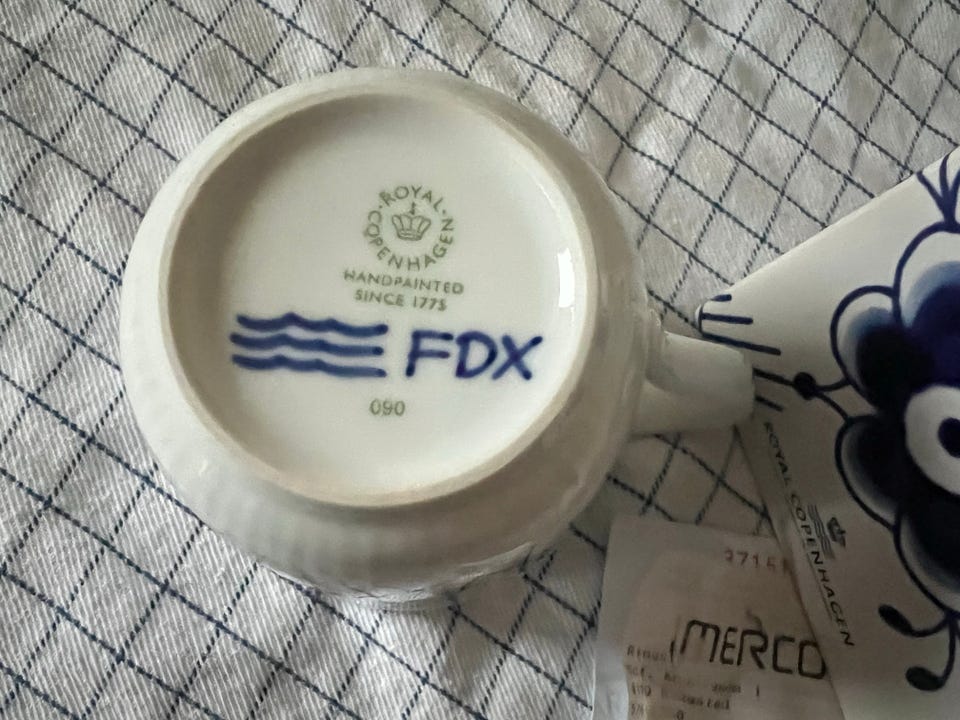 ROYAL COPENHAGEN
HANDPAINTED
SINCE 1775
FDX
090
ROYAL COPENHAGEN
MERCO